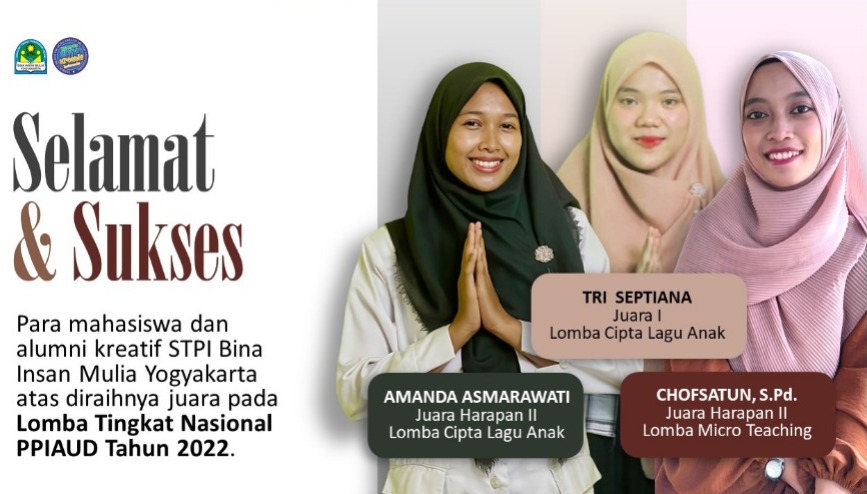 Selamat
& Sukses
Para mahasiswa dan
alumni kreatif STPI Bina
Insan Mulia Yogyakarta
atas diraihnya juara pada
Lomba Tingkat Nasional
PPIAUD Tahun 2022.
TRI SEPTIANA
Juara I
Lomba Cipta Lagu Anak
AMANDA ASMARAWATI
Juara Harapan II
Lomba Cipta Lagu Anak
CHOFSATUN, S.Pd.
Juara Harapan II
Lomba Micro Teaching